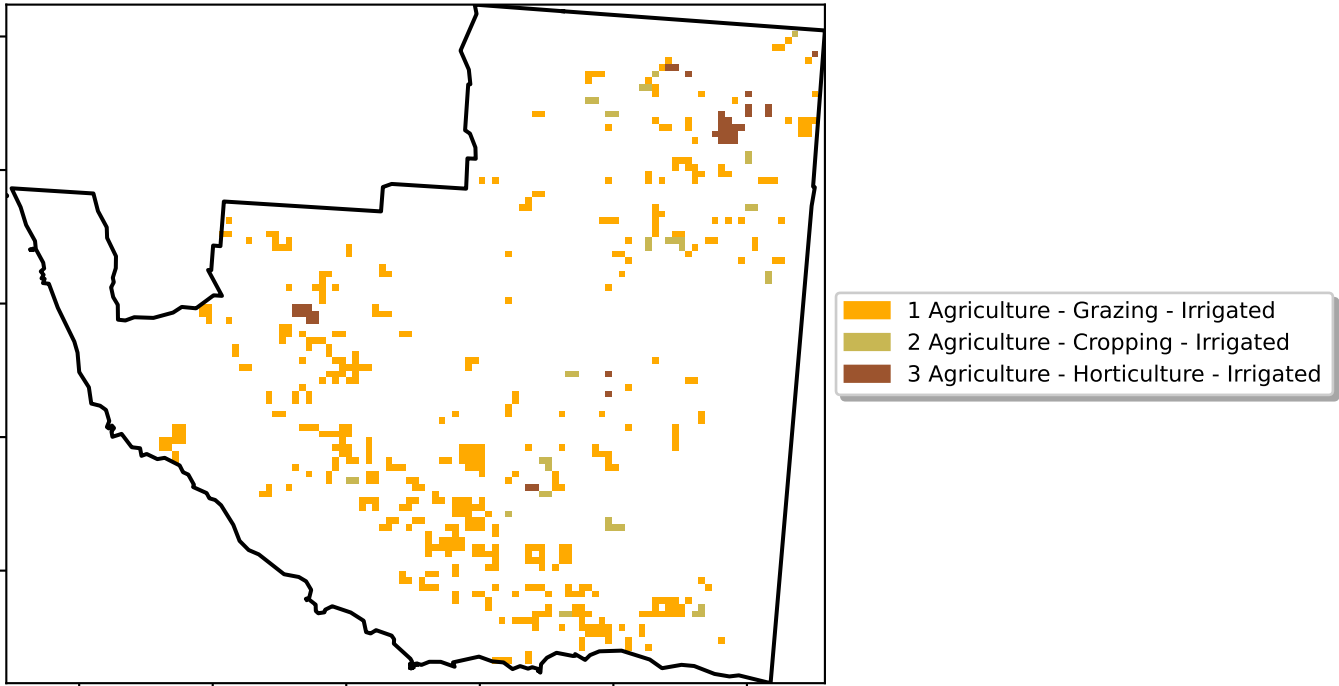 1 Agriculture - Grazing - Irrigated
2 Agriculture - Cropping - Irrigated
3 Agriculture - Horticulture - Irrigated